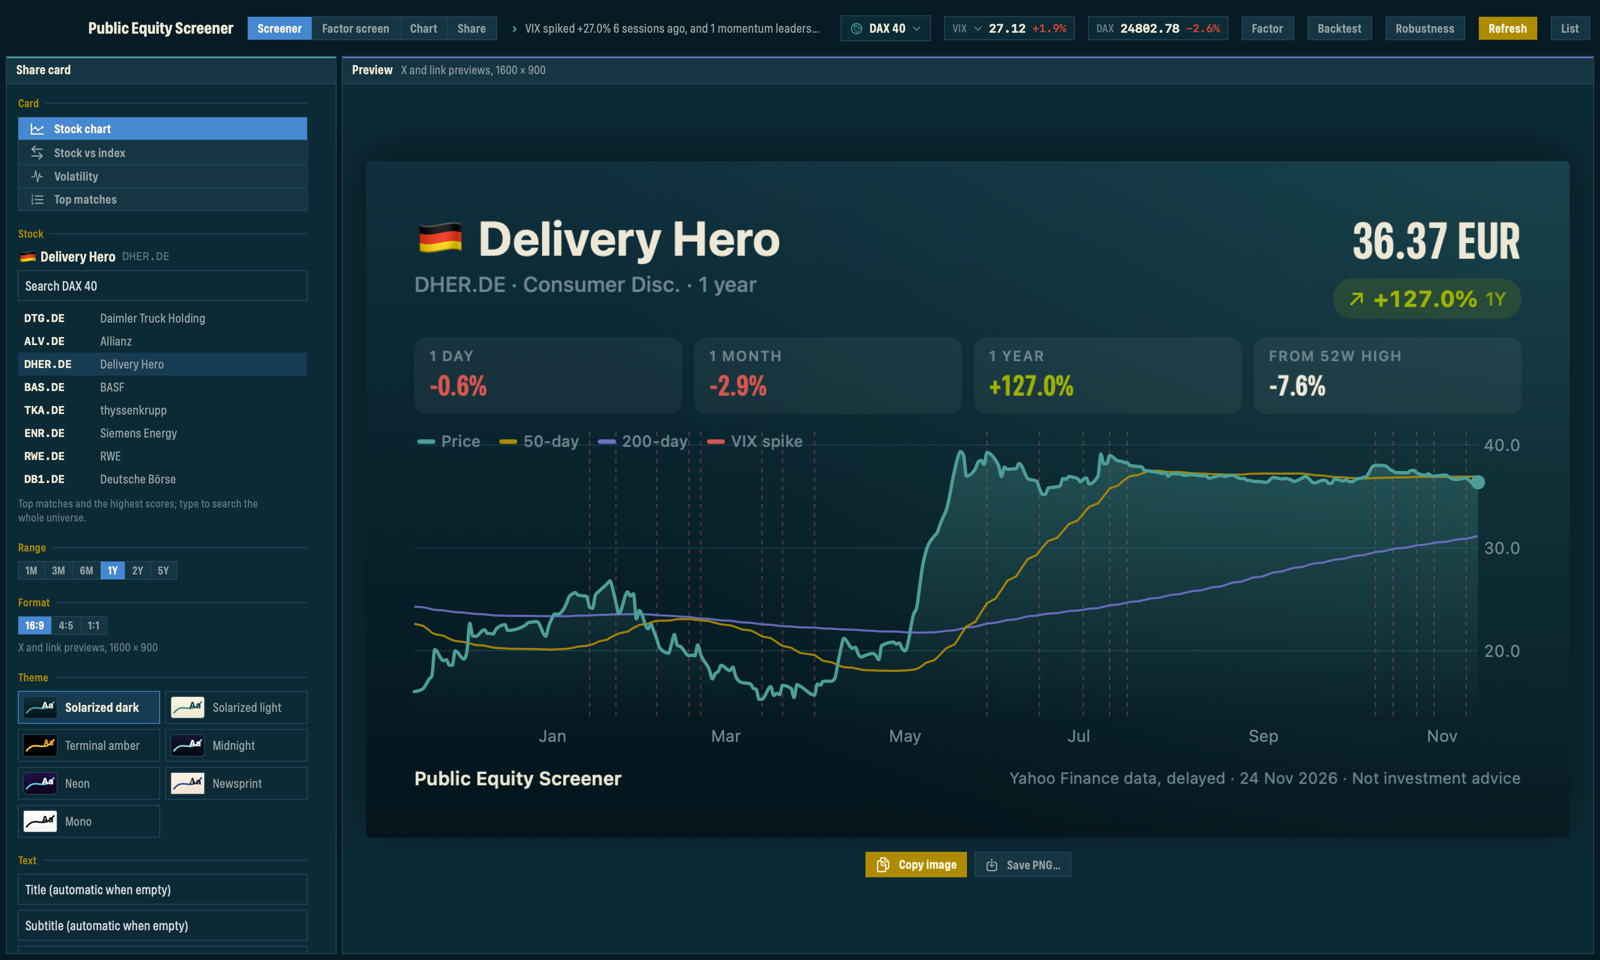 Public Equity Screener
Screener Factor screen Chart Share
› VIX spiked +27.0% 6 sessions ago, and 1 momentum leaders...
DAX 40
VIX 27.12 +1.9%
DAX 24802.78 −2.6%
Factor Backtest Robustness Refresh List
Share card
Card
Stock chart
Stock vs index
Volatility
Top matches
Stock
Delivery Hero DHER.DE
Search DAX 40
DTG.DE Daimler Truck Holding
ALV.DE Allianz
DHER.DE Delivery Hero
BAS.DE BASF
TKA.DE thyssenkrupp
ENR.DE Siemens Energy
RWE.DE RWE
DB1.DE Deutsche Börse
Top matches and the highest scores; type to search the
whole universe.
Range
1M 3M 6M 1Y 2Y 5Y
Format
16:9 4:5 1:1
X and link previews, 1600 × 900
Theme
Aa Solarized dark Aa Solarized light
Aa Terminal amber Aa Midnight
Aa Neon Aa Newsprint
Aa Mono
Text
Title (automatic when empty)
Subtitle (automatic when empty)
Preview X and link previews, 1600 × 900
Delivery Hero
DHER.DE · Consumer Disc. · 1 year
36.37 EUR
+127.0% 1Y
1 DAY
-0.6%
1 MONTH
-2.9%
1 YEAR
+127.0%
FROM 52W HIGH
-7.6%
Price 50-day 200-day VIX spike
40.0
30.0
20.0
Jan Mar May Jul Sep Nov
Public Equity Screener
Yahoo Finance data, delayed · 24 Nov 2026 · Not investment advice
Copy image Save PNG...